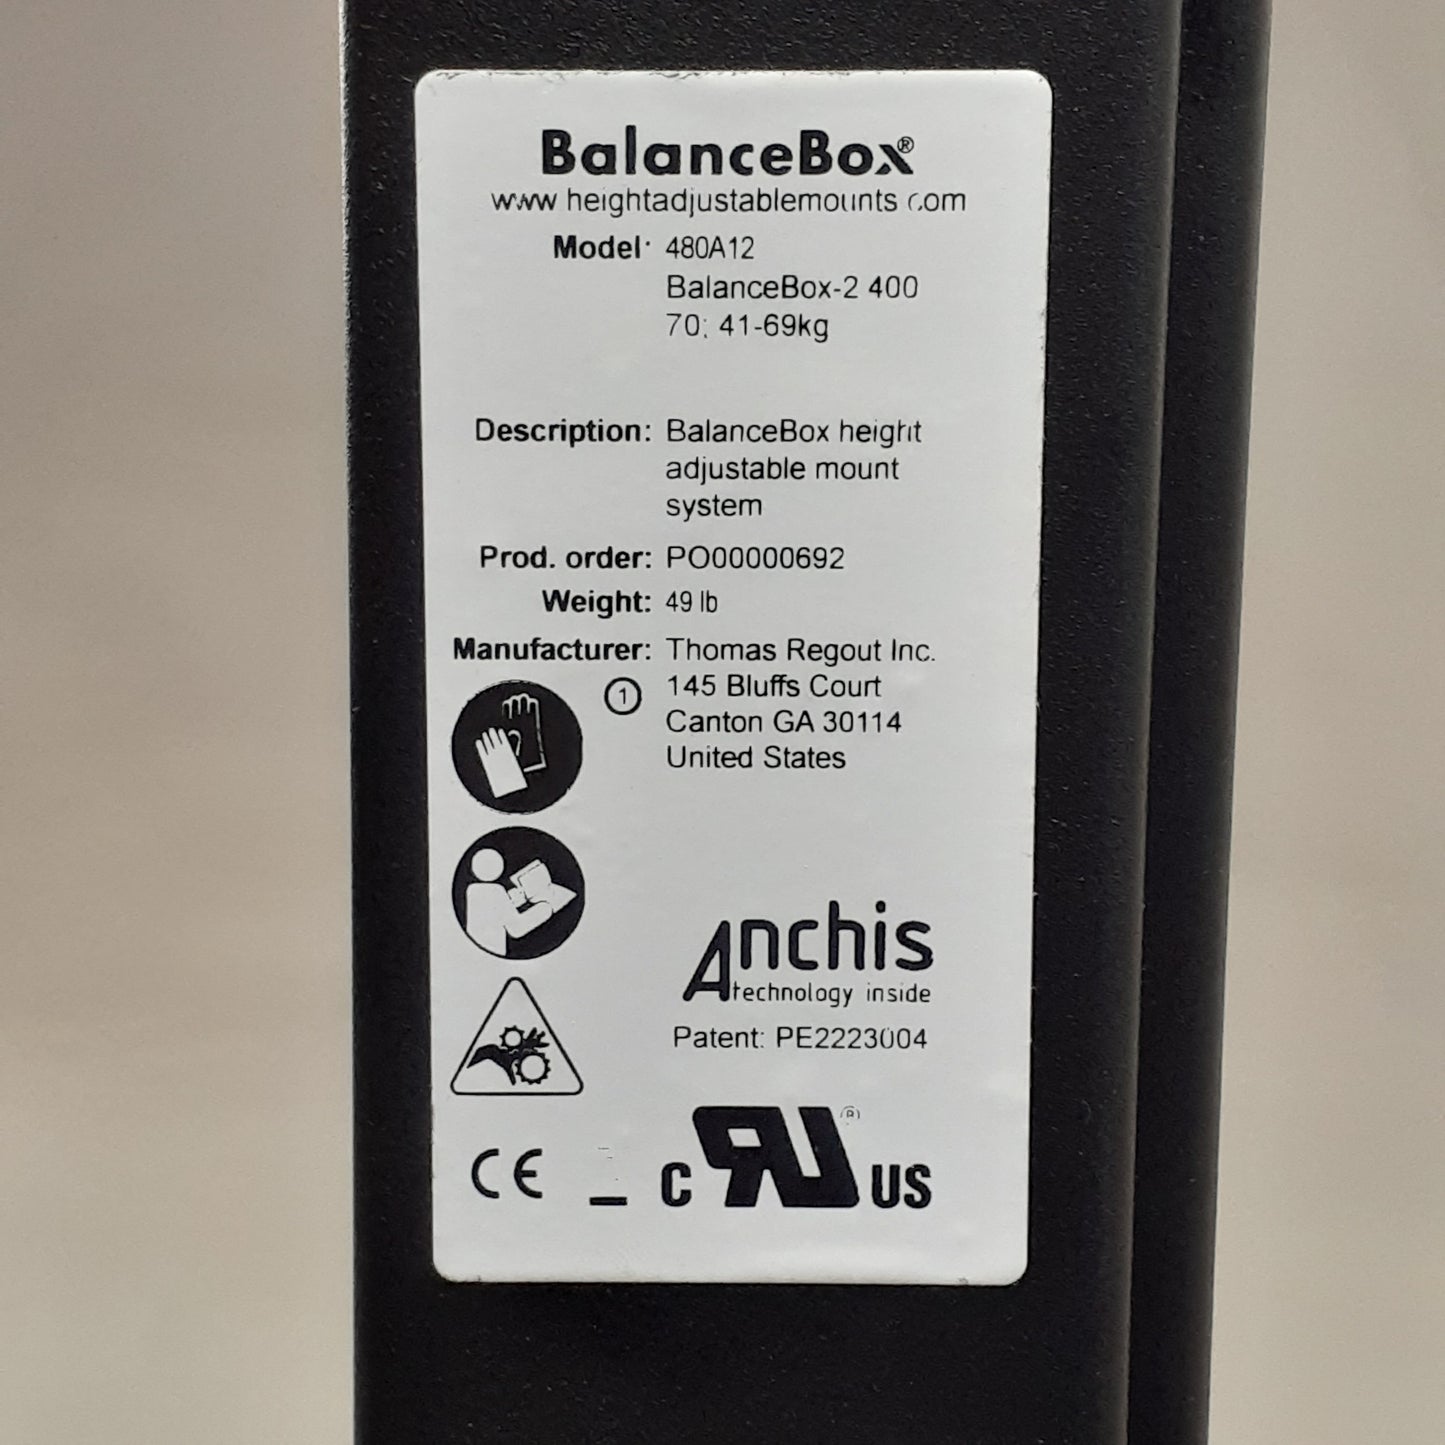 BalanceBox®
www.heightadjustablemounts.com
Model: 480A12
BalanceBox-2 400
70; 41-69kg
Description: BalanceBox height
adjustable mount
system
Prod. order: PO00000692
Weight: 49 lb
Manufacturer: Thomas Regout Inc.
1 145 Bluffs Court
Canton GA 30114
United States
Anchis
technology inside
Patent: PE2223004
CE c RU® US